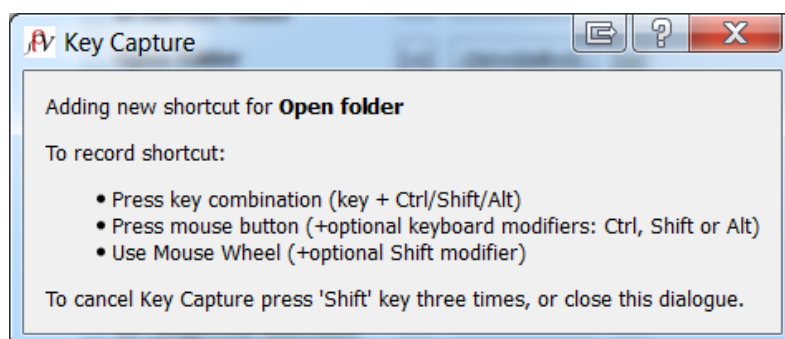 Key Capture
Adding new shortcut for Open folder
To record shortcut:
• Press key combination (key + Ctrl/Shift/Alt)
• Press mouse button (+optional keyboard modifiers: Ctrl, Shift or Alt)
• Use Mouse Wheel (+optional Shift modifier)
To cancel Key Capture press 'Shift' key three times, or close this dialogue.